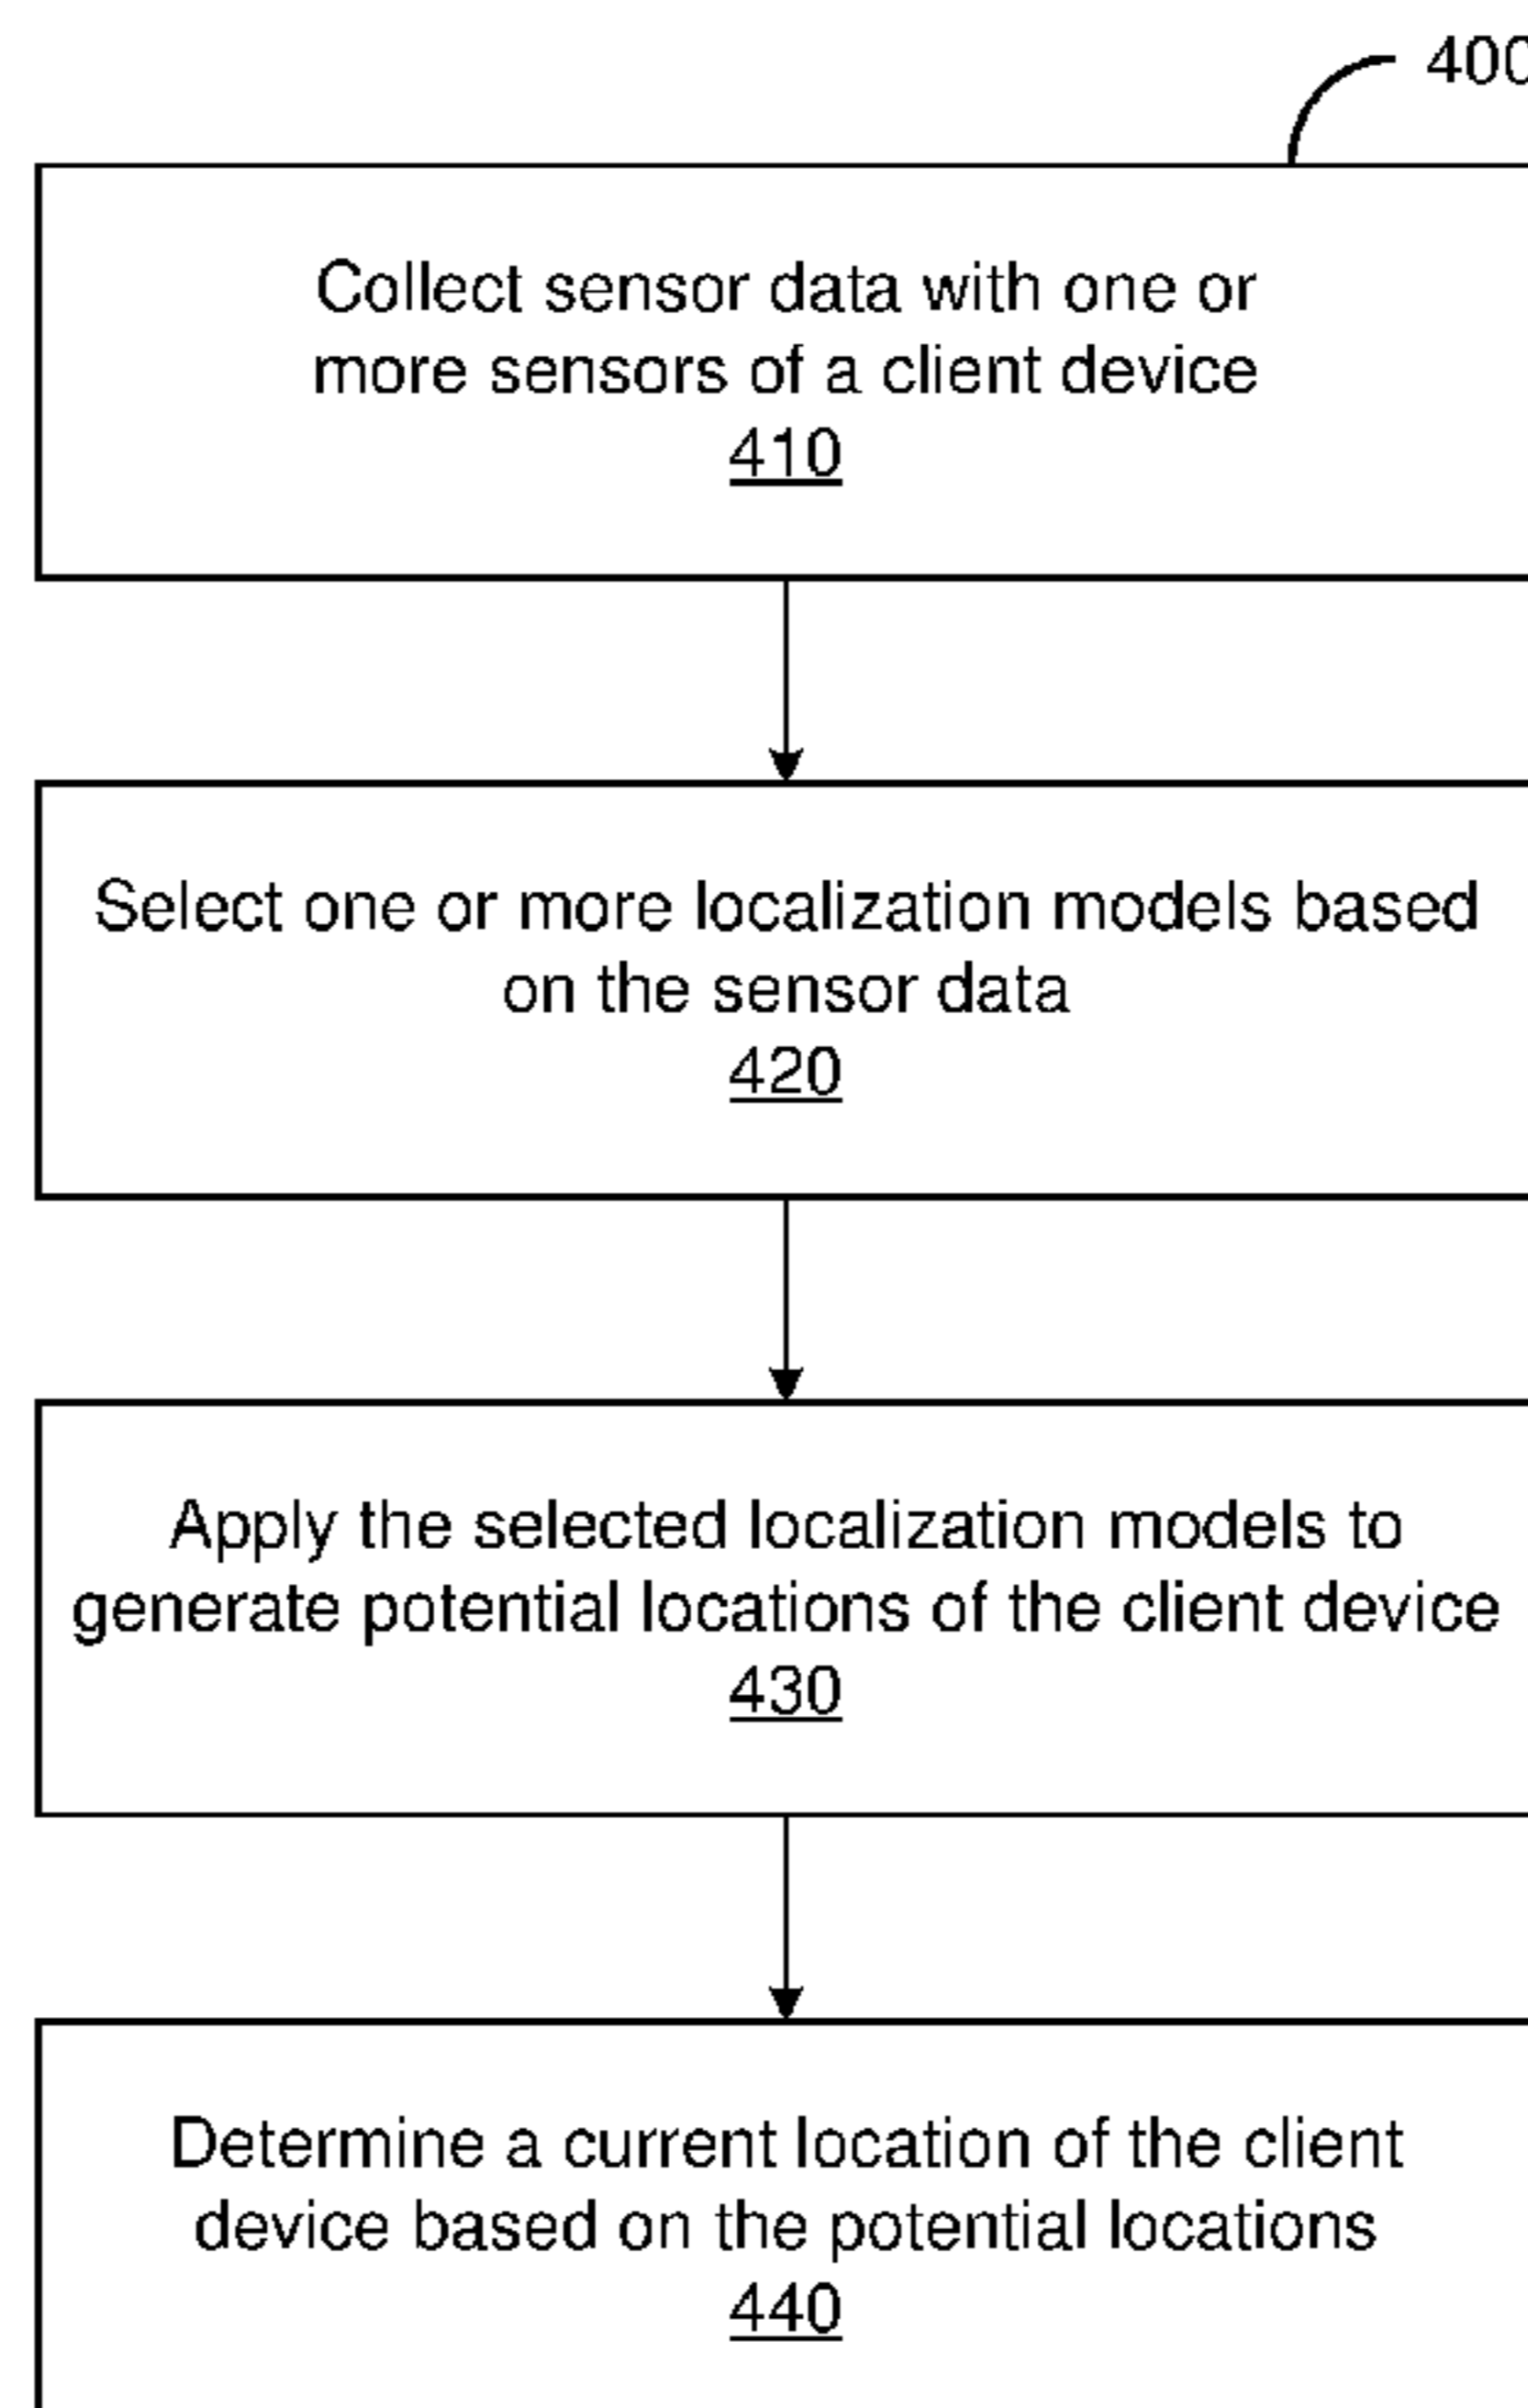 400
Collect sensor data with one or
more sensors of a client device
410
Select one or more localization models based
on the sensor data
420
Apply the selected localization models to
generate potential locations of the client device
430
Determine a current location of the client
device based on the potential locations
440